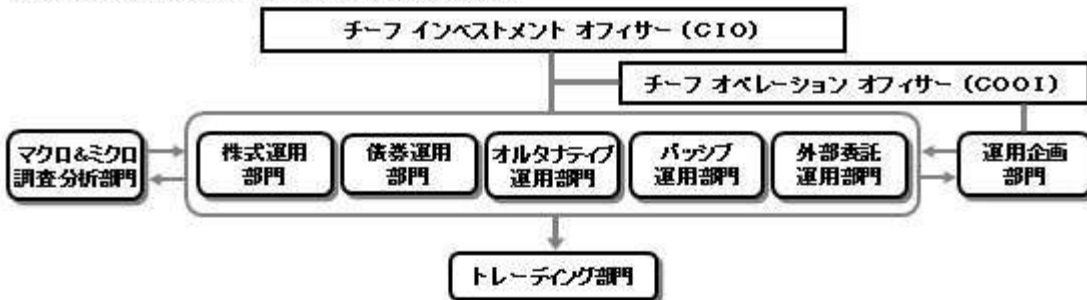 チーフ インベストメント オフィサー (CIO)
チーフ オペレーション オフィサー (COOI)
マクロ&ミクロ
調査分析部門
株式運用
部門
債券運用
部門
オルタナティブ
運用部門
パッシブ
運用部門
外部委託
運用部門
運用企画
部門
トレーディング部門